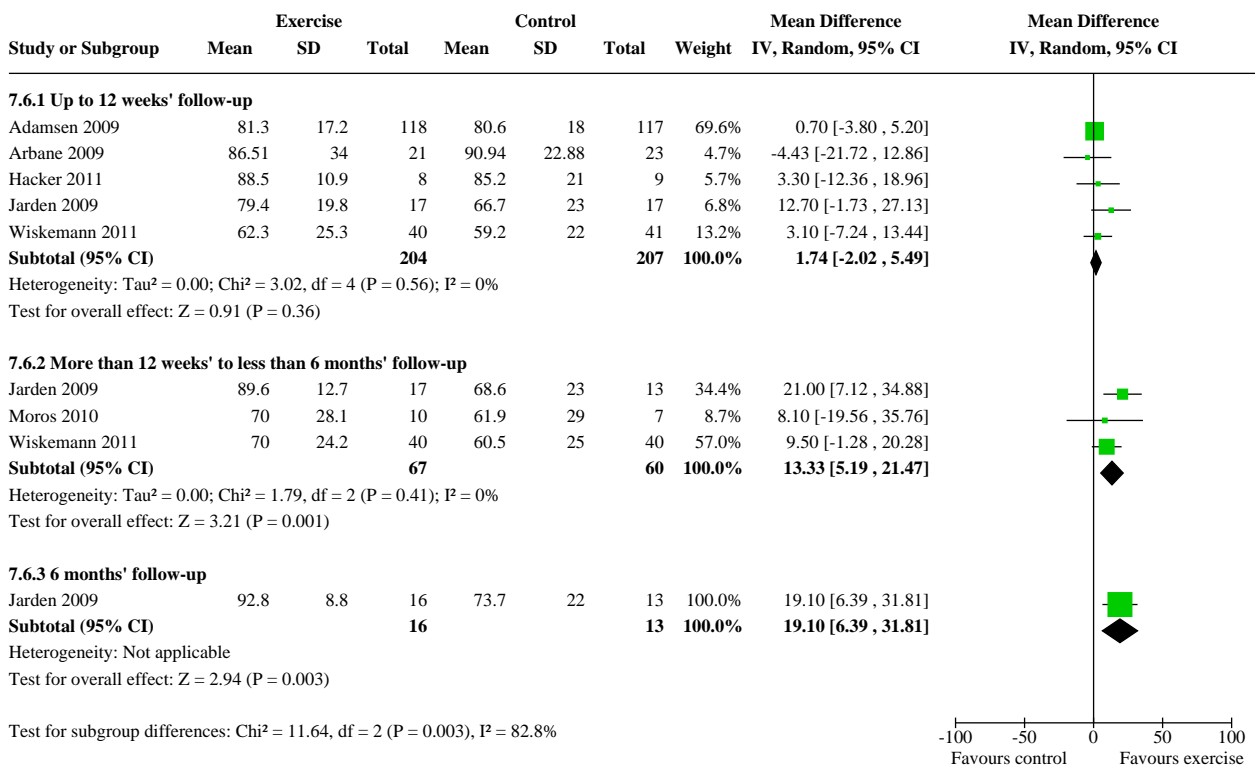 Exercise Control Mean Difference Mean Difference
Study or Subgroup Mean SD Total Mean SD Total Weight IV, Random, 95% CI IV, Random, 95% CI
7.6.1 Up to 12 weeks' follow-up
Adamsen 2009 81.3 17.2 118 80.6 18 117 69.6% 0.70 [-3.80 , 5.20]
Arbane 2009 86.51 34 21 90.94 22.88 23 4.7% -4.43 [-21.72 , 12.86]
Hacker 2011 88.5 10.9 8 85.2 21 9 5.7% 3.30 [-12.36 , 18.96]
Jarden 2009 79.4 19.8 17 66.7 23 17 6.8% 12.70 [-1.73 , 27.13]
Wiskemann 2011 62.3 25.3 40 59.2 22 41 13.2% 3.10 [-7.24 , 13.44]
Subtotal (95% CI) 204 207 100.0% 1.74 [-2.02 , 5.49]
Heterogeneity: Tau² = 0.00; Chi² = 3.02, df = 4 (P = 0.56); I² = 0%
Test for overall effect: Z = 0.91 (P = 0.36)
7.6.2 More than 12 weeks' to less than 6 months' follow-up
Jarden 2009 89.6 12.7 17 68.6 23 13 34.4% 21.00 [7.12 , 34.88]
Moros 2010 70 28.1 10 61.9 29 7 8.7% 8.10 [-19.56 , 35.76]
Wiskemann 2011 70 24.2 40 60.5 25 40 57.0% 9.50 [-1.28 , 20.28]
Subtotal (95% CI) 67 60 100.0% 13.33 [5.19 , 21.47]
Heterogeneity: Tau² = 0.00; Chi² = 1.79, df = 2 (P = 0.41); I² = 0%
Test for overall effect: Z = 3.21 (P = 0.001)
7.6.3 6 months' follow-up
Jarden 2009 92.8 8.8 16 73.7 22 13 100.0% 19.10 [6.39 , 31.81]
Subtotal (95% CI) 16 13 100.0% 19.10 [6.39 , 31.81]
Heterogeneity: Not applicable
Test for overall effect: Z = 2.94 (P = 0.003)
Test for subgroup differences: Chi² = 11.64, df = 2 (P = 0.003), I² = 82.8%
-100 -50 0 50 100
Favours control Favours exercise